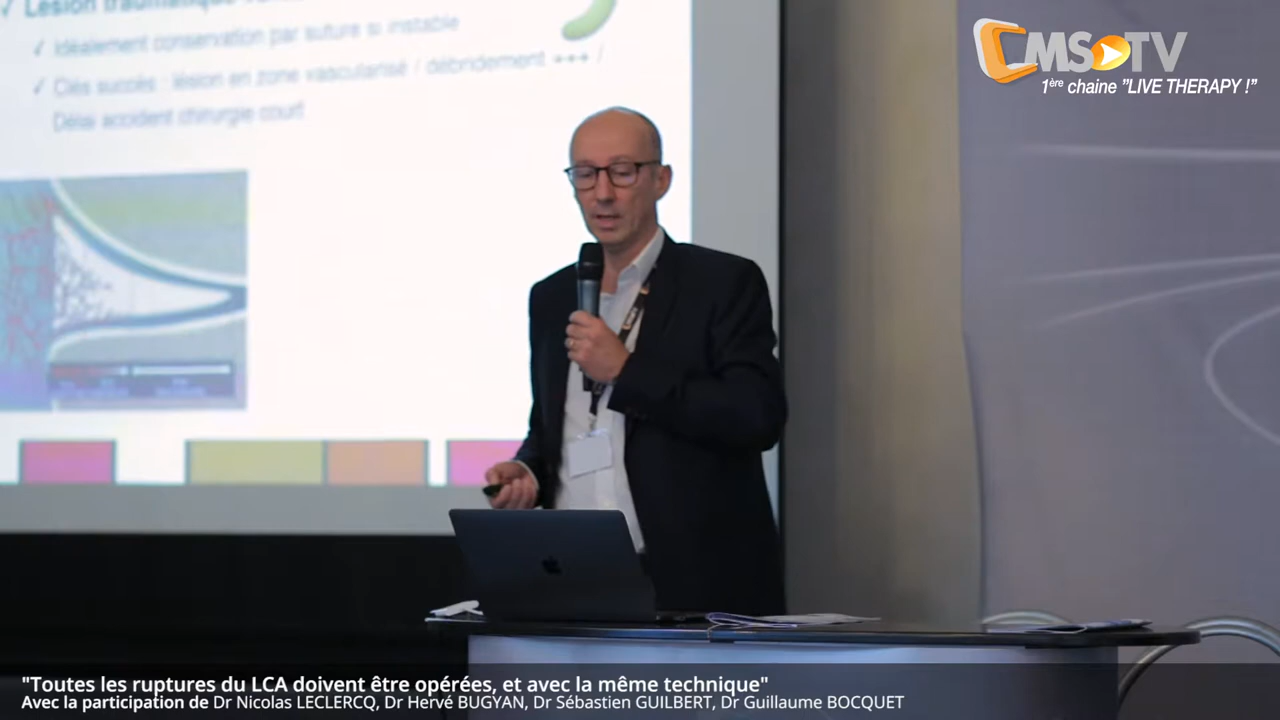 ✓ Lésion traumatique
✓ Idéalement conservation par suture si instable
✓ Clés succès : lésion en zone vascularisé / débridement +++ /
Délai accident chirurgie court
CMS TV
1ère chaine "LIVE THERAPY !"
"Toutes les ruptures du LCA doivent être opérées, et avec la même technique"
Avec la participation de Dr Nicolas LECLERCQ, Dr Hervé BUGYAN, Dr Sébastien GUILBERT, Dr Guillaume BOCQUET